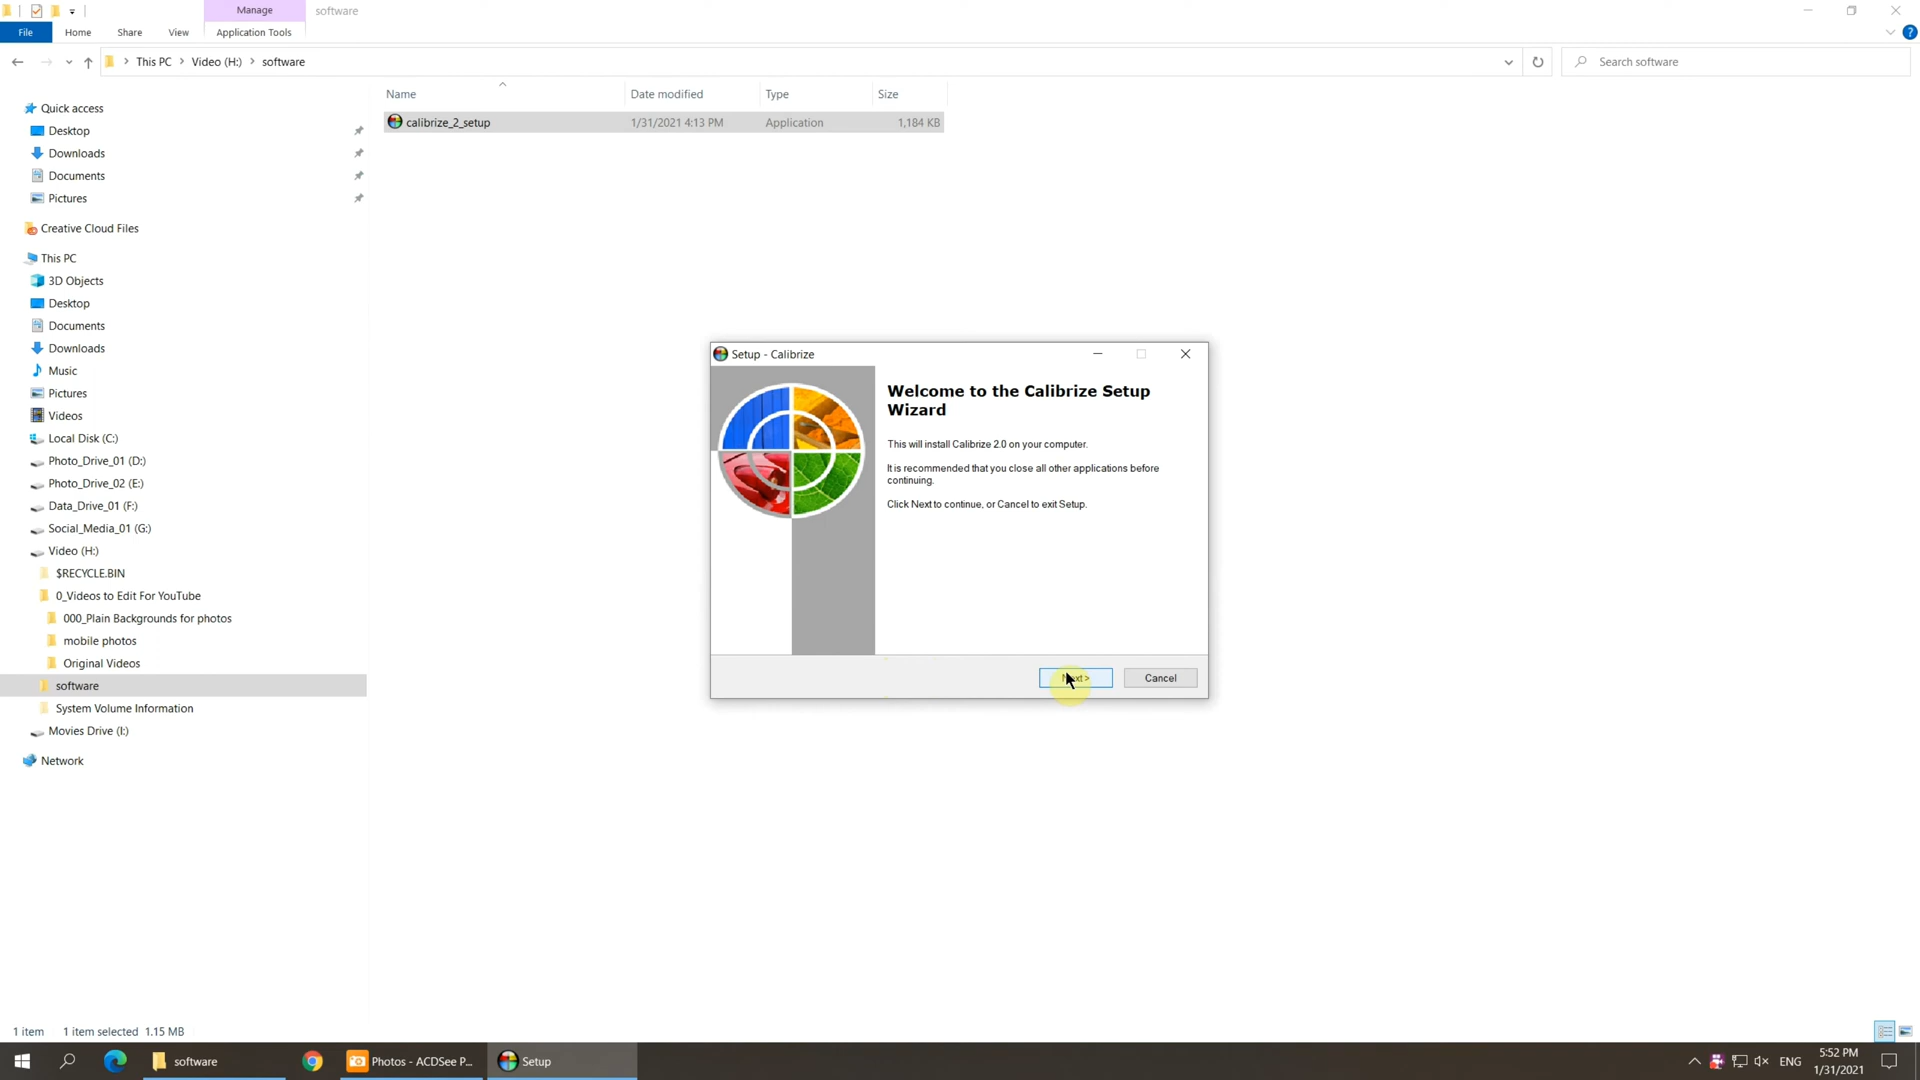 Manage
software
File
Home
Share
View
Application Tools
This PC
Video (H:)
software
Search software
Name
Date modified
Type
Size
calibrize_2_setup
1/31/2021 4:13 PM
Application
1,184 KB
Quick access
Desktop
Downloads
Documents
Pictures
Creative Cloud Files
This PC
3D Objects
Desktop
Documents
Downloads
Music
Pictures
Videos
Local Disk (C:)
Photo_Drive_01 (D:)
Photo_Drive_02 (E:)
Data_Drive_01 (F:)
Social_Media_01 (G:)
Video (H:)
$RECYCLE.BIN
0_Videos to Edit For YouTube
000_Plain Backgrounds for photos
mobile photos
Original Videos
software
System Volume Information
Movies Drive (I:)
Network
Setup - Calibrize
Welcome to the Calibrize Setup
Wizard
This will install Calibrize 2.0 on your computer.
It is recommended that you close all other applications before
continuing.
Click Next to continue, or Cancel to exit Setup.
Cancel
1 item
1 item selected 1.15 MB
software
Photos - ACDSee P...
Setup
ENG
5:52 PM
1/31/2021